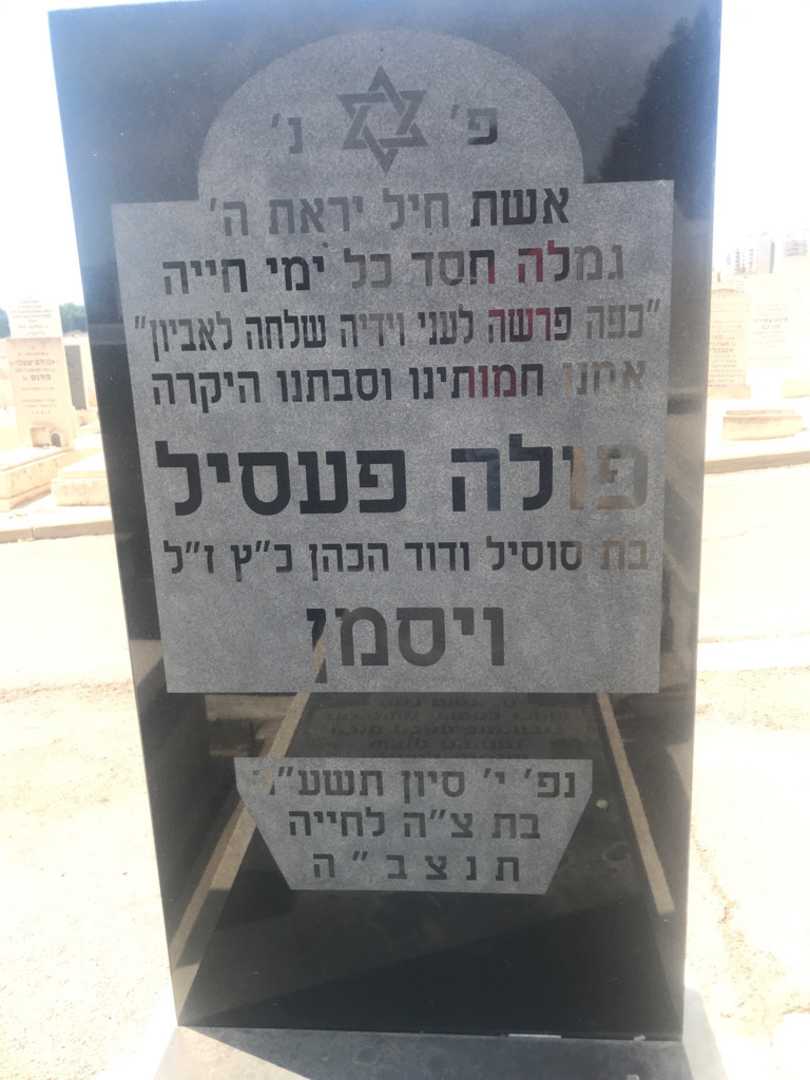 פ' נ'
אשת חיל יראת ה'
גמלה חסד כל ימי חייה
"כפה פרשה לעני וידיה שלחה לאביון"
אמנו חמותינו וסבתנו היקרה
פולה פעסיל
בת סוסיל ודוד הכהן כ"ץ ז"ל
ויסמן
נפ' י' סיון
בת צ"ה לחייה
ת נ צ ב " ה